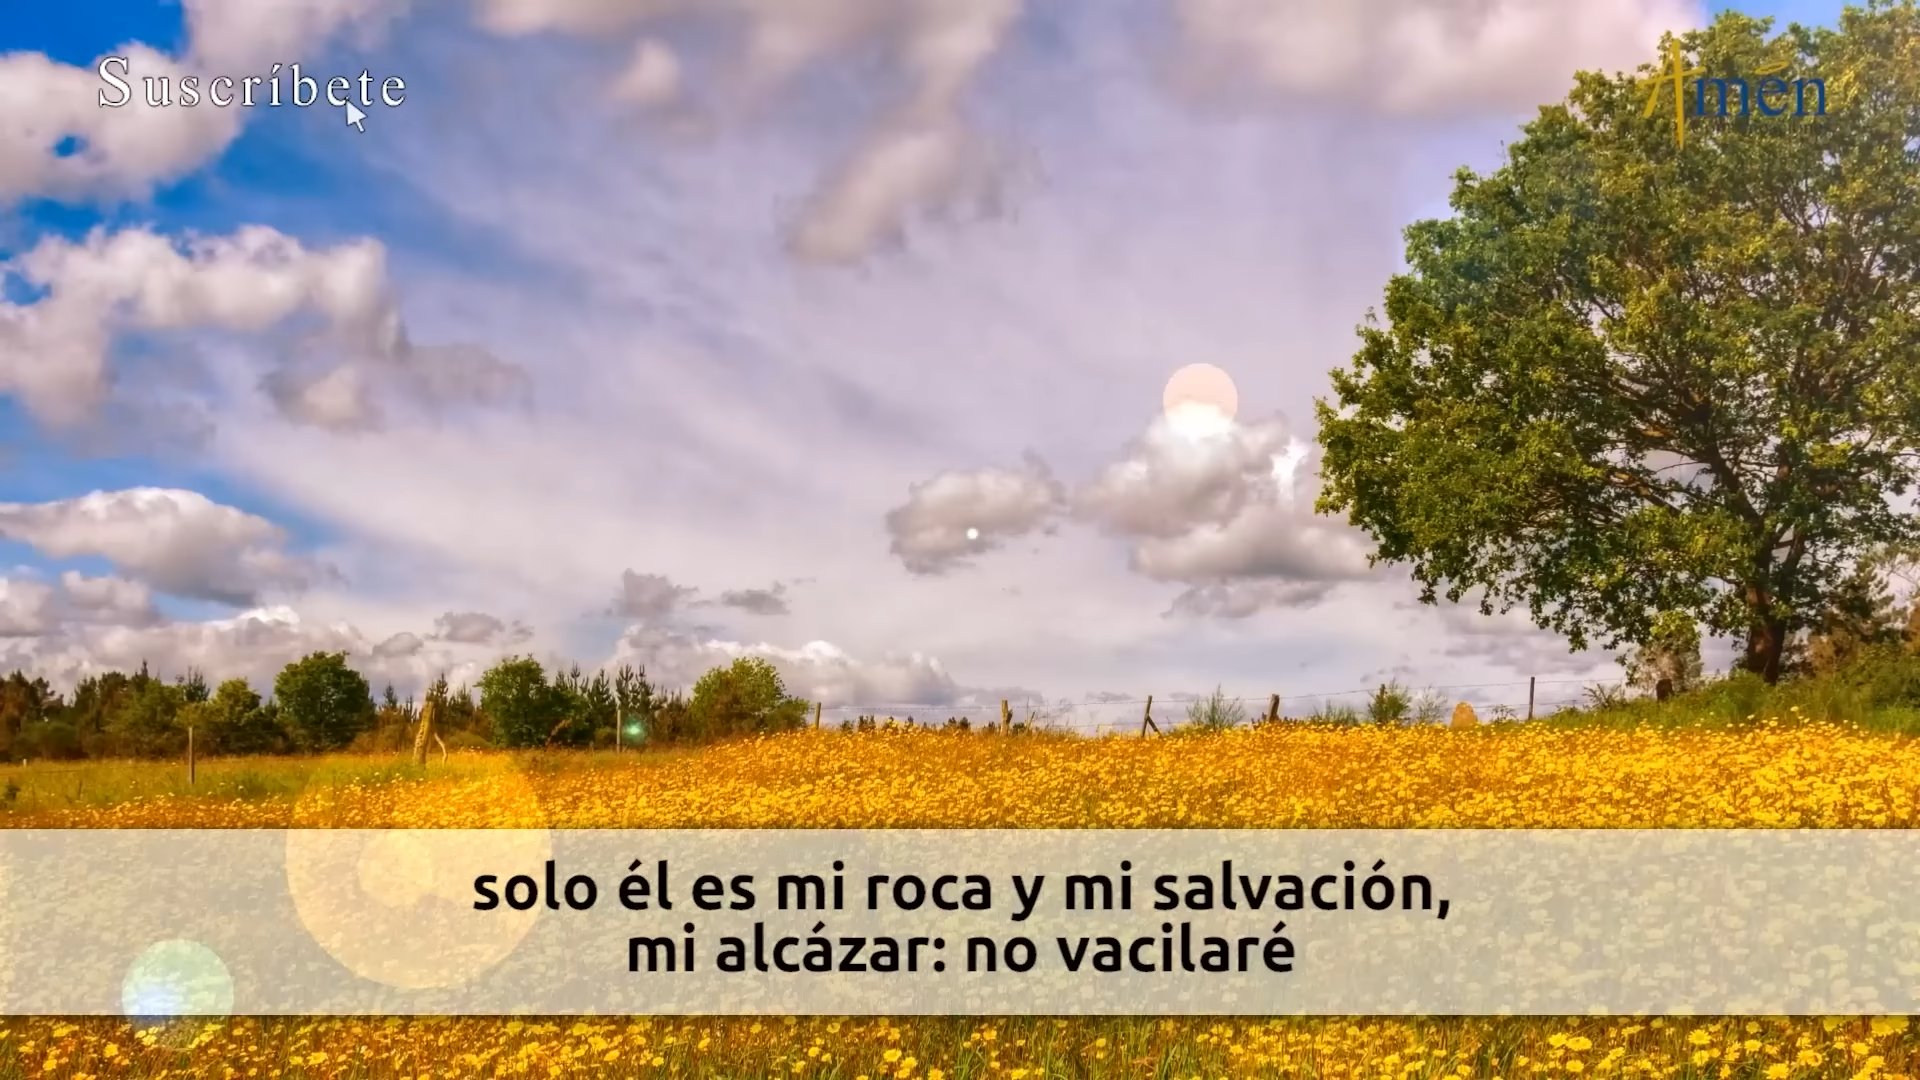 Suscríbete
Amén
solo él es mi roca y mi salvación,
mi alcázar: no vacilaré